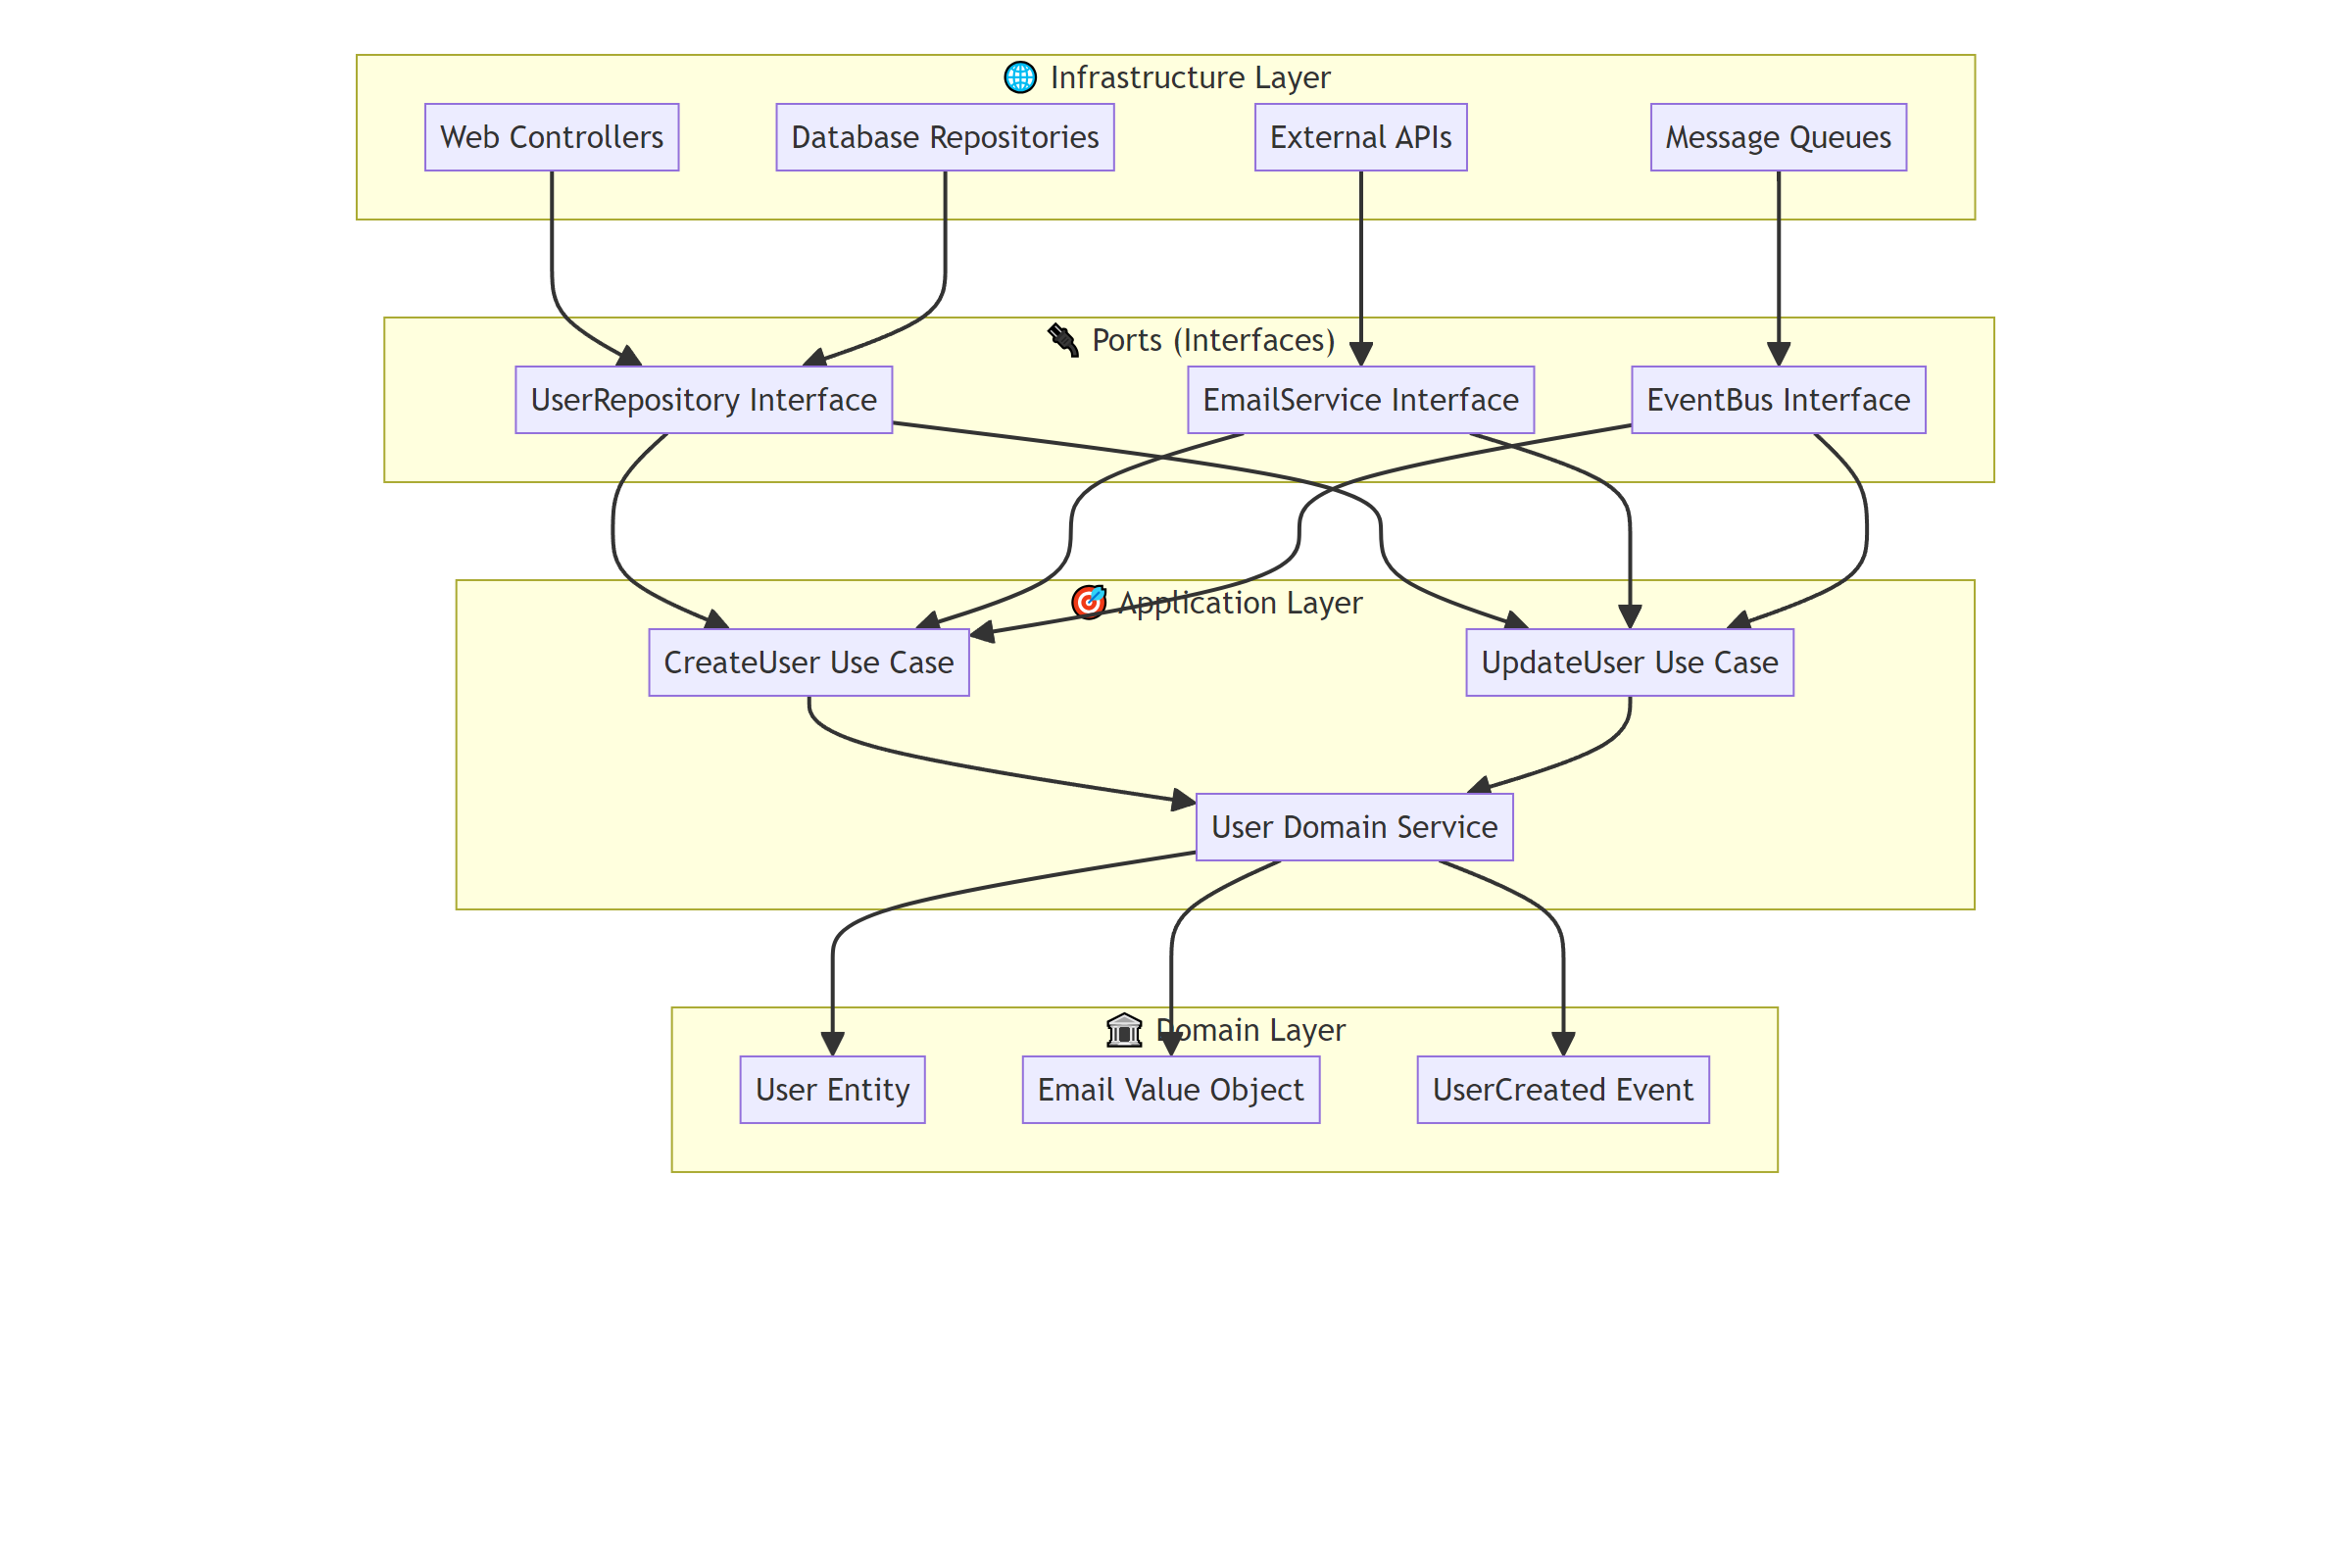 🌐 Infrastructure Layer
Web Controllers
Database Repositories
External APIs
Message Queues
🔌 Ports (Interfaces)
UserRepository Interface
EmailService Interface
EventBus Interface
🎯 Application Layer
CreateUser Use Case
UpdateUser Use Case
User Domain Service
🏛️ Domain Layer
User Entity
Email Value Object
UserCreated Event